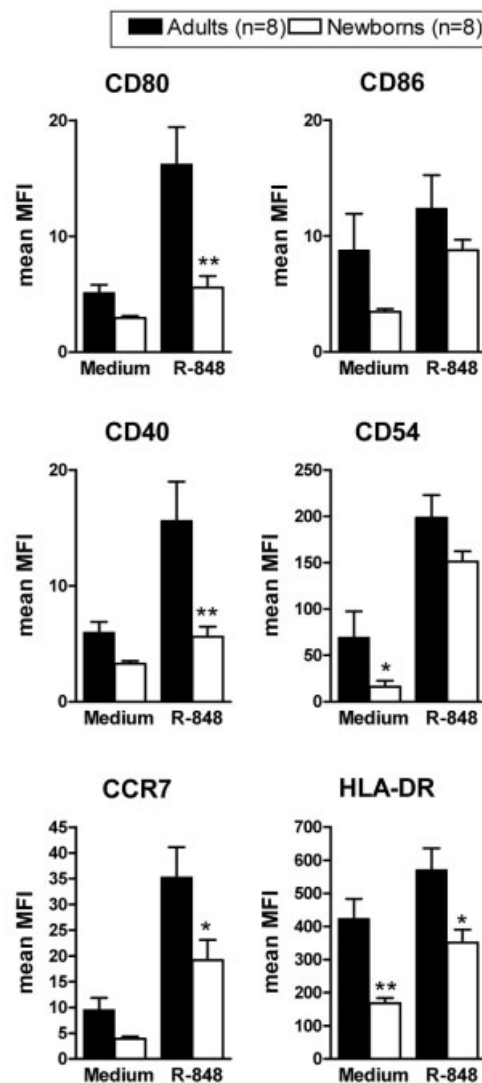 Adults (n=8) Newborns (n=8)
CD80 CD86
20 20
10 10
0 0
mean MFI mean MFI
**
Medium R-848 Medium R-848
CD40 CD54
20 250
200
150
10 100
50
0 0
mean MFI mean MFI
** *
Medium R-848 Medium R-848
CCR7 HLA-DR
45 700
40 600
35 500
30 400
25 300
20 200
15 100
10 0
5
0
mean MFI mean MFI
* ** *
Medium R-848 Medium R-848